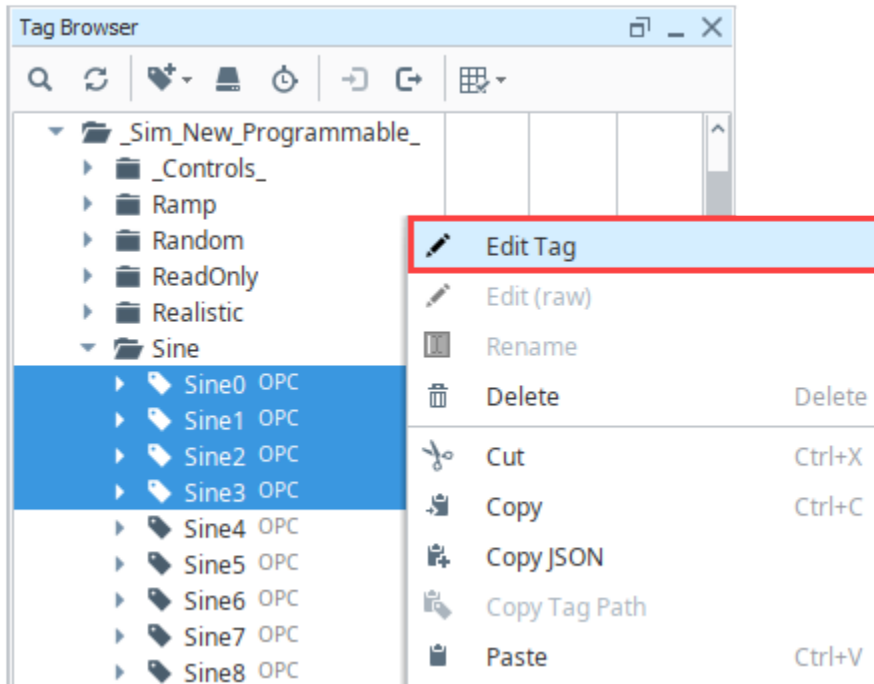 Tag Browser
_Sim_New_Programmable_
_Controls_
Ramp
Random
ReadOnly
Realistic
Sine
Sine0 OPC
Sine1 OPC
Sine2 OPC
Sine3 OPC
Sine4 OPC
Sine5 OPC
Sine6 OPC
Sine7 OPC
Sine8 OPC
Edit Tag
Edit (raw)
Rename
Delete Delete
Cut Ctrl+X
Copy Ctrl+C
Copy JSON
Copy Tag Path
Paste Ctrl+V